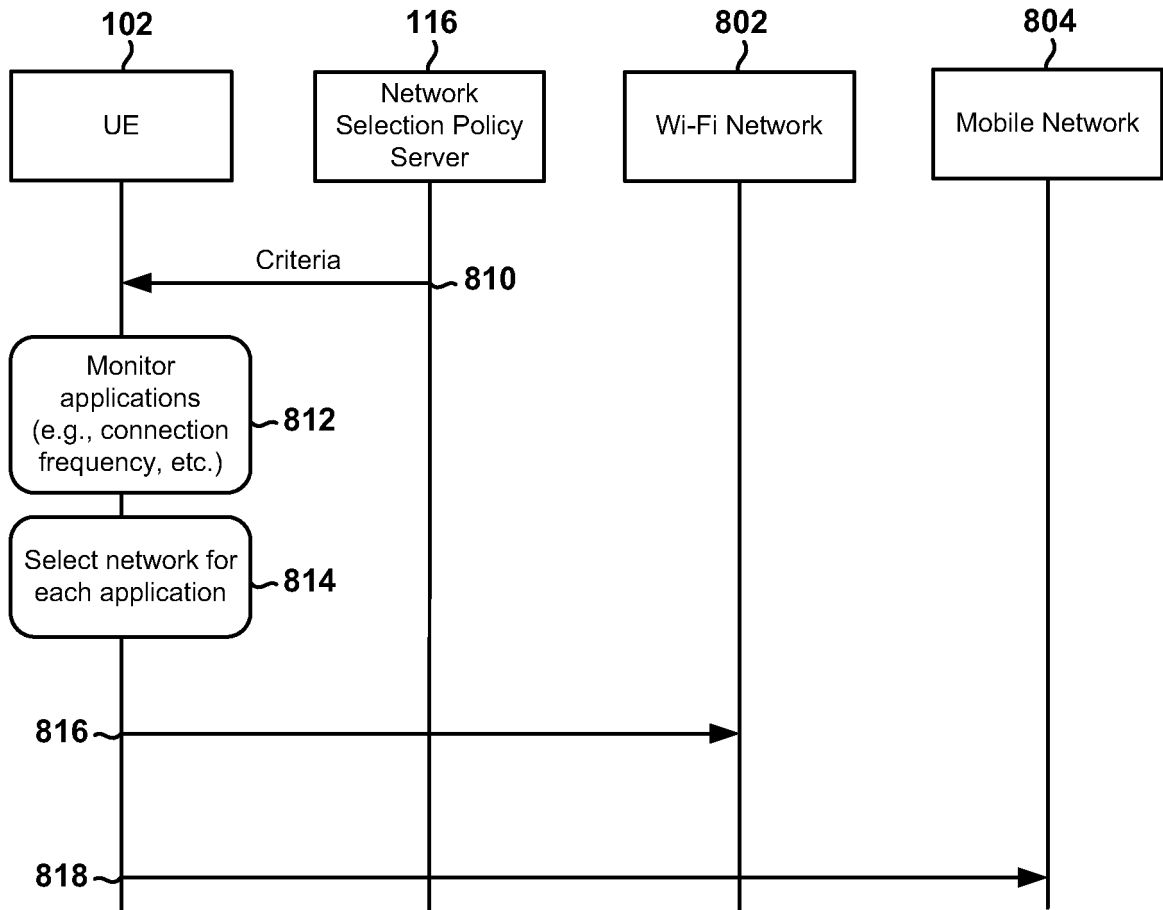 102
116
802
804
UE
Network
Selection Policy
Server
Wi-Fi Network
Mobile Network
Criteria
810
Monitor
applications
(e.g., connection
frequency, etc.)
812
Select network for
each application
814
816
818